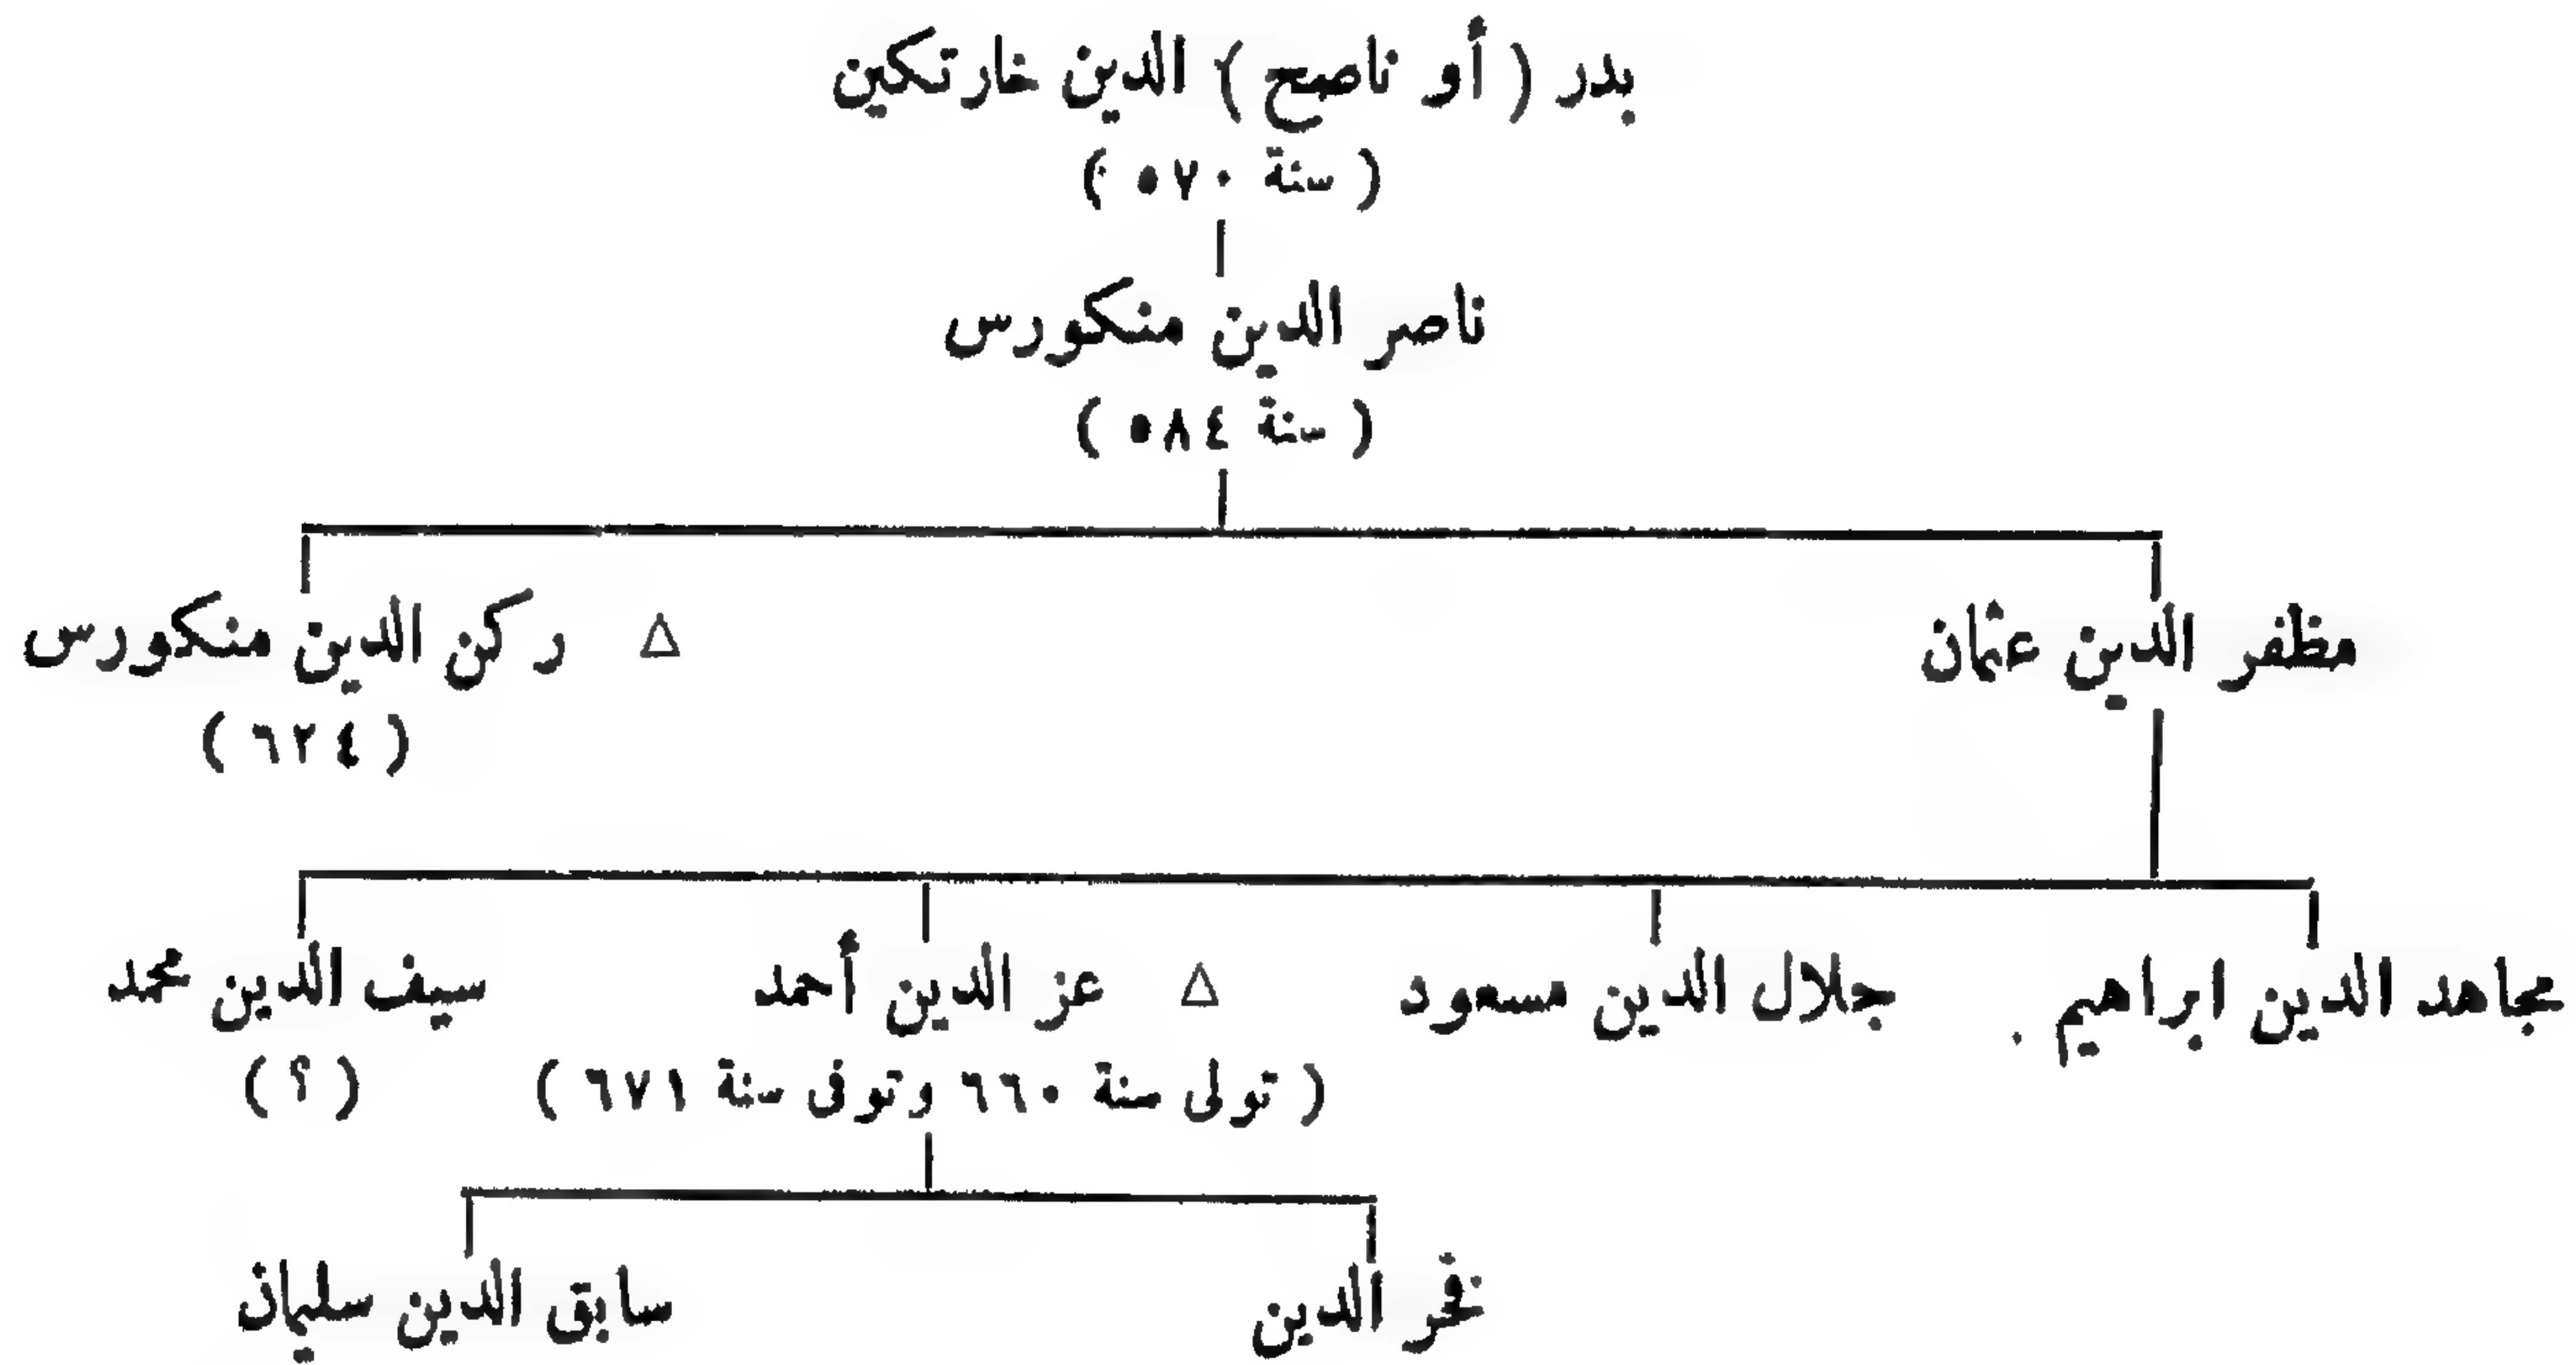 بدر ( أو ناصح ) الدين خارتكين
( سنة ٥٧٠ )
ناصر الدين منكورس
( سنة ٥٨٤ )
مظفر الدين عثمان △ ركن الدين منكورس
( ٦٢٤ )
مجاهد الدين ابراهيم . جلال الدين مسعود △ عز الدين أحمد سيف الدين محمد
( تولى سنة ٦٦٠ وتوفى سنة ٦٧١ ) ( ؟ )
فخر الدين سابق الدين سليمان